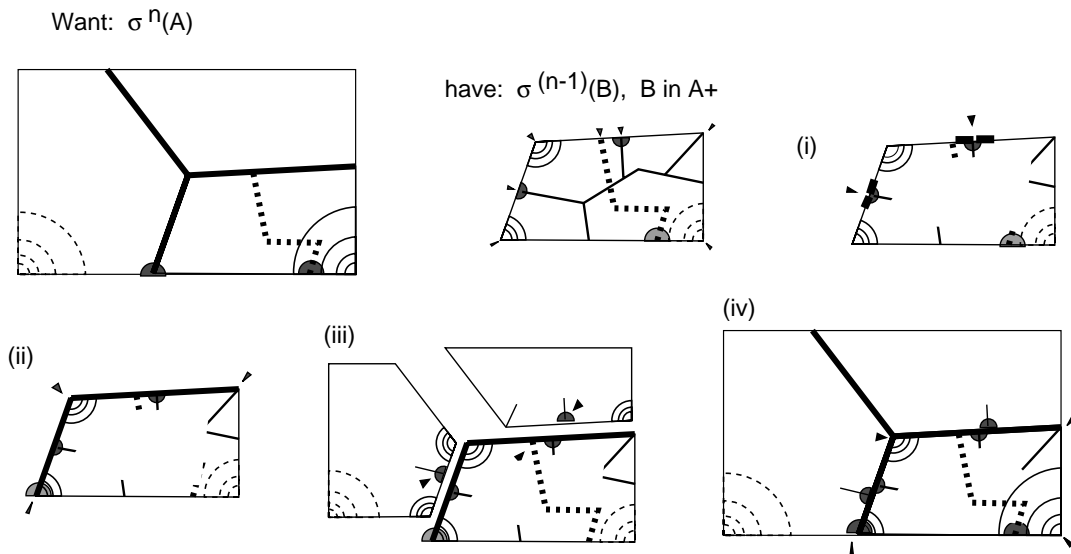 Want: σ n(A)
have: σ (n-1)(B), B in A+
(i)
(ii)
(iii)
(iv)